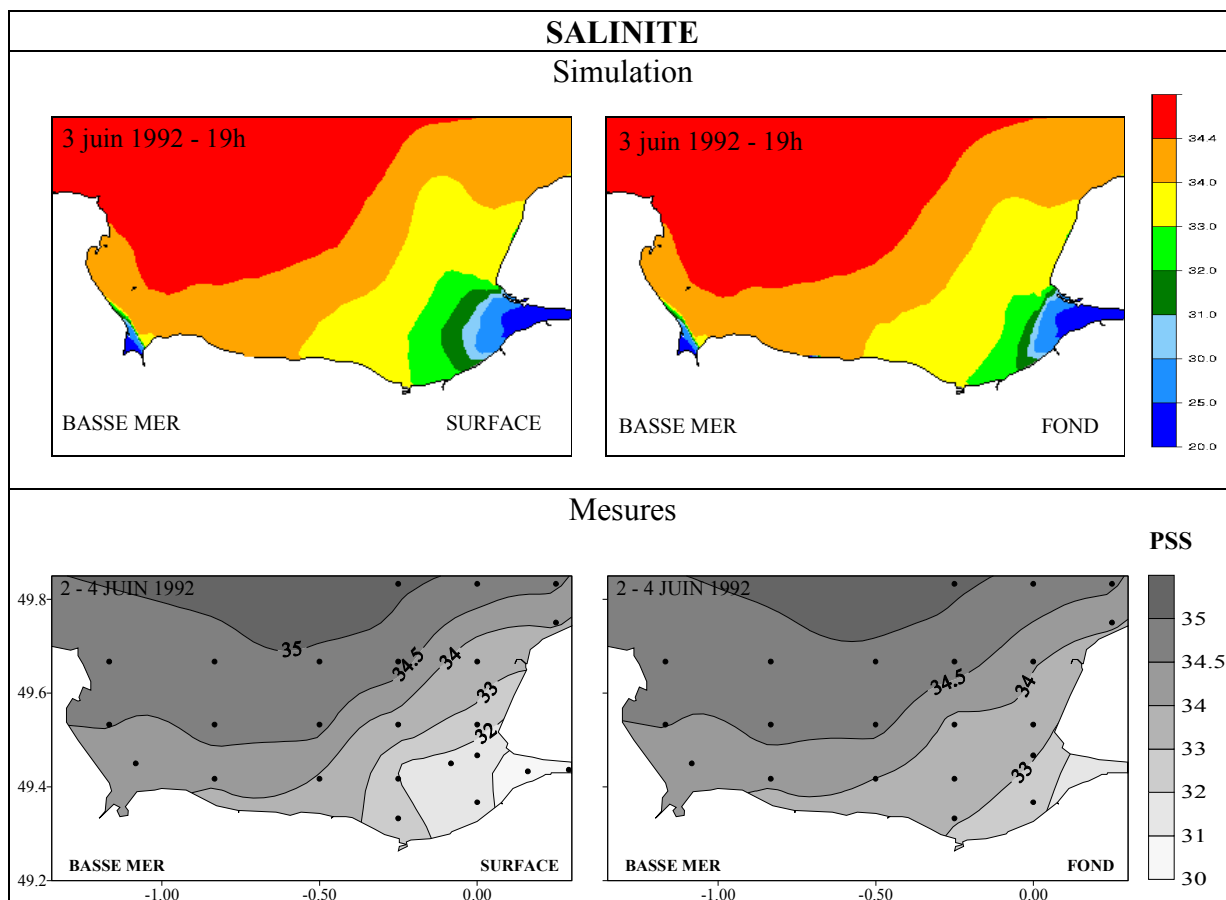 SALINITE
Simulation
3 juin 1992 - 19h
BASSE MER
SURFACE
3 juin 1992 - 19h
BASSE MER
FOND
34.4
34.0
33.0
32.0
31.0
30.0
25.0
20.0
Mesures
2 - 4 JUIN 1992
35
34.5
34
33
32
BASSE MER
SURFACE
49.8
49.6
49.4
49.2
-1.00
-0.50
0.00
2 - 4 JUIN 1992
34.5
34
33
BASSE MER
FOND
-1.00
-0.50
0.00
PSS
35
34.5
34
33
32
31
30